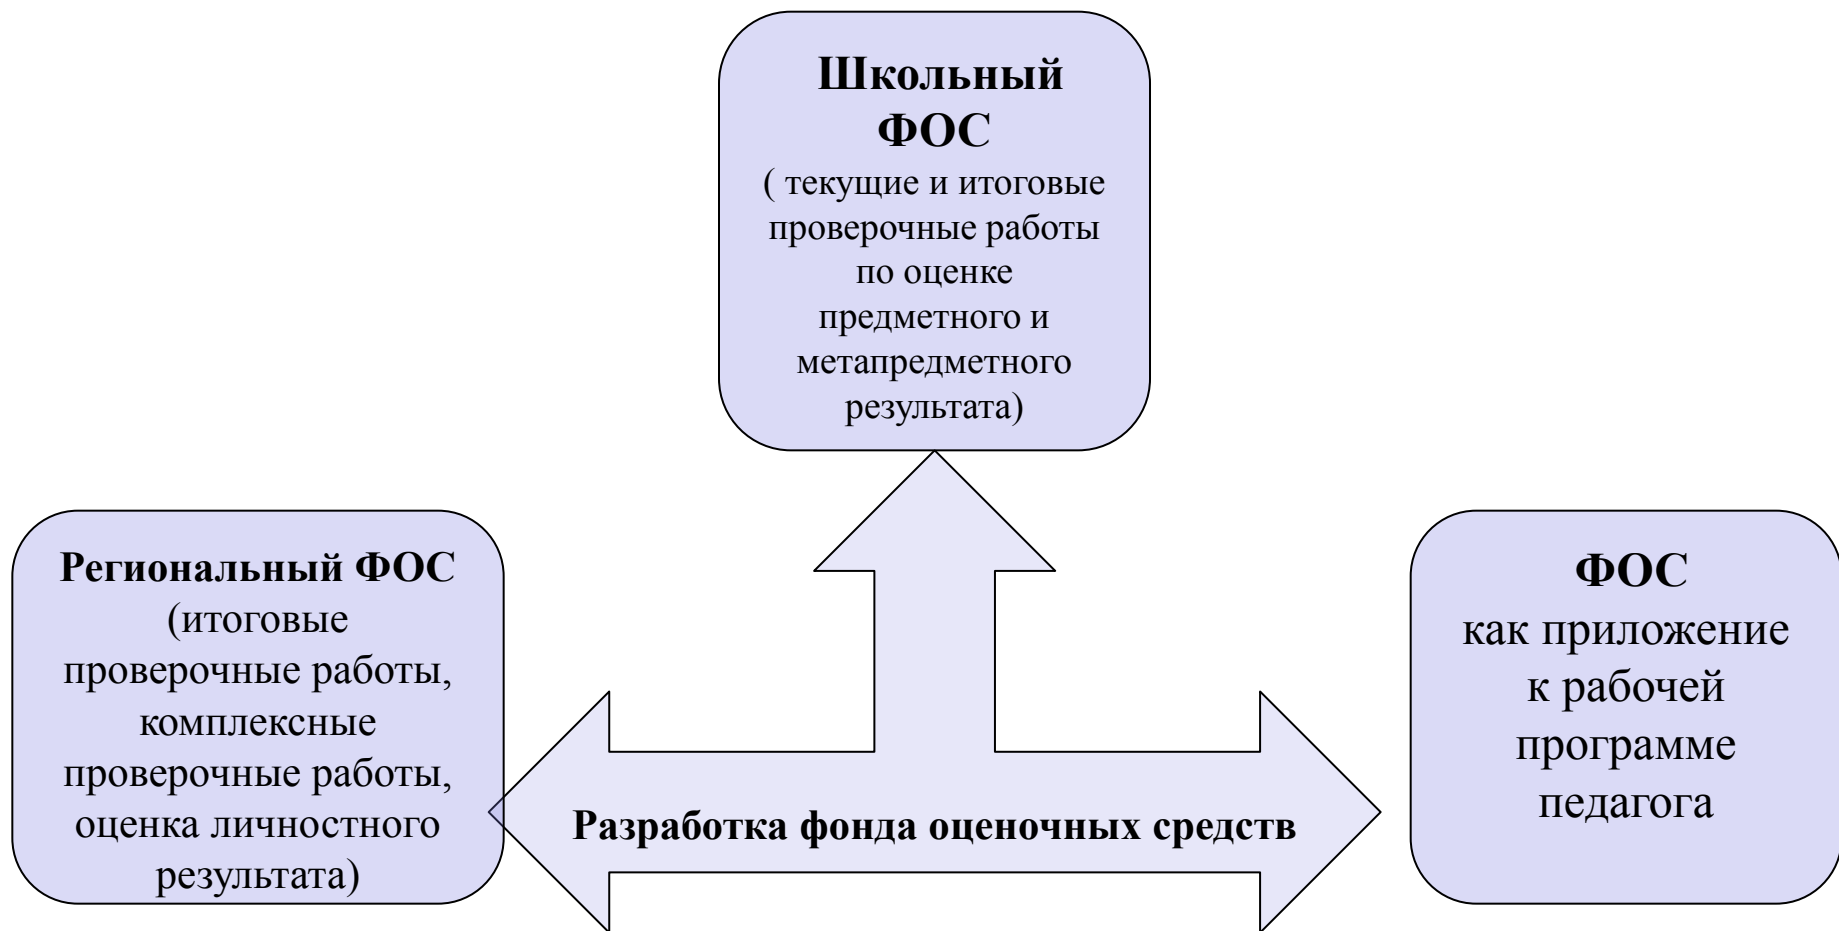 Школьный
ФОС
( текущие и итоговые
проверочные работы
по оценке
предметного и
метапредметного
результата)
Региональный ФОС
(итоговые
проверочные работы,
комплексные
проверочные работы,
оценка личностного
результата)
Разработка фонда оценочных средств
ФОС
как приложение
к рабочей
программе
педагога